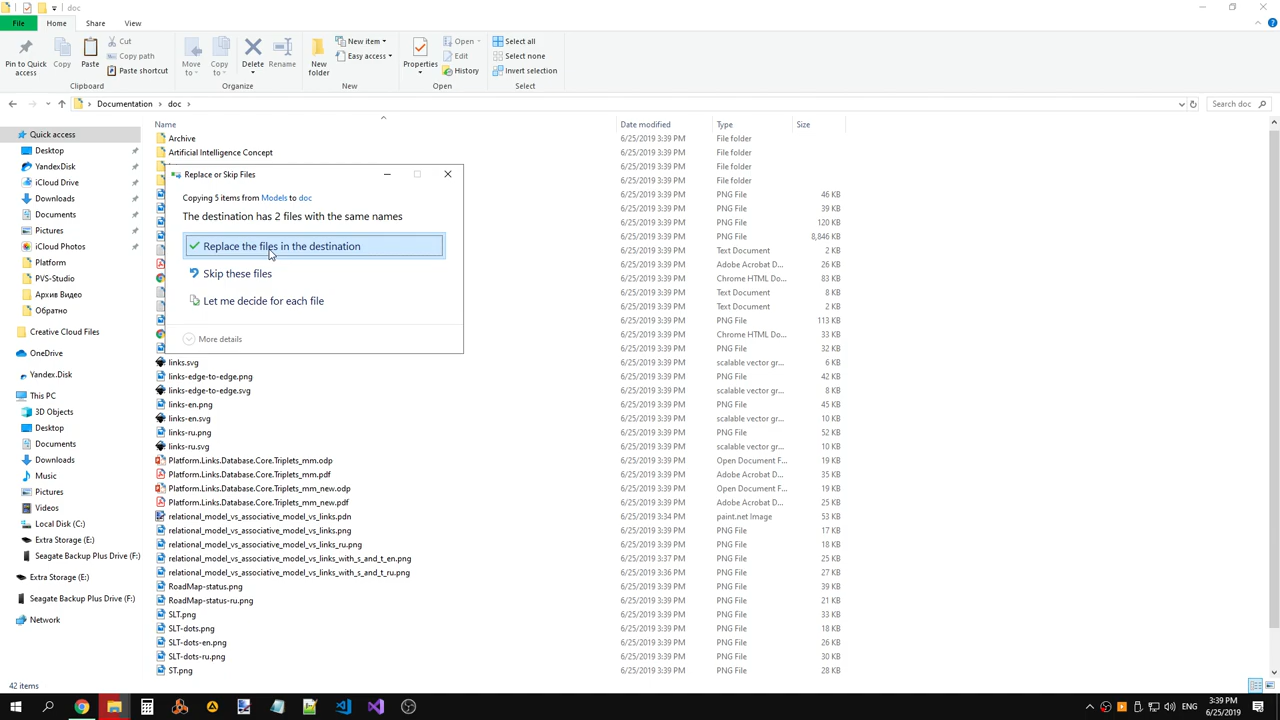 doc
File Home Share View
Pin to Quick access
Copy
Paste
Cut
Copy path
Paste shortcut
Clipboard
Move to
Copy to
Delete
Rename
Organize
New folder
New item
Easy access
New
Properties
Open
Edit
History
Open
Select all
Select none
Invert selection
Select
Documentation doc
Search doc
Quick access
Desktop
YandexDisk
iCloud Drive
Downloads
Documents
Pictures
iCloud Photos
Platform
PVS-Studio
Архив Видео
Обратно
Creative Cloud Files
OneDrive
Yandex.Disk
This PC
3D Objects
Desktop
Documents
Downloads
Music
Pictures
Videos
Local Disk (C:)
Extra Storage (E:)
Seagate Backup Plus Drive (F:)
Extra Storage (E:)
Seagate Backup Plus Drive (F:)
Network
Name Date modified Type Size
Archive 6/25/2019 3:39 PM File folder
Artificial Intelligence Concept 6/25/2019 3:39 PM File folder
6/25/2019 3:39 PM File folder
6/25/2019 3:39 PM File folder
6/25/2019 3:39 PM PNG File 46 KB
6/25/2019 3:39 PM PNG File 39 KB
6/25/2019 3:39 PM PNG File 120 KB
6/25/2019 3:39 PM PNG File 8,846 KB
6/25/2019 3:39 PM Text Document 2 KB
6/25/2019 3:39 PM Adobe Acrobat D... 26 KB
6/25/2019 3:39 PM Chrome HTML Do... 83 KB
6/25/2019 3:39 PM Text Document 8 KB
6/25/2019 3:39 PM Text Document 2 KB
6/25/2019 3:39 PM PNG File 113 KB
6/25/2019 3:39 PM Chrome HTML Do... 33 KB
6/25/2019 3:39 PM PNG File 32 KB
links.svg 6/25/2019 3:39 PM scalable vector gr... 6 KB
links-edge-to-edge.png 6/25/2019 3:39 PM PNG File 42 KB
links-edge-to-edge.svg 6/25/2019 3:39 PM scalable vector gr... 8 KB
links-en.png 6/25/2019 3:39 PM PNG File 45 KB
links-en.svg 6/25/2019 3:39 PM scalable vector gr... 10 KB
links-ru.png 6/25/2019 3:39 PM PNG File 52 KB
links-ru.svg 6/25/2019 3:39 PM scalable vector gr... 10 KB
Platform.Links.Database.Core.Triplets_mm.odp 6/25/2019 3:39 PM Open Document F... 19 KB
Platform.Links.Database.Core.Triplets_mm.pdf 6/25/2019 3:39 PM Adobe Acrobat D... 35 KB
Platform.Links.Database.Core.Triplets_mm_new.odp 6/25/2019 3:39 PM Open Document F... 19 KB
Platform.Links.Database.Core.Triplets_mm_new.pdf 6/25/2019 3:39 PM Adobe Acrobat D... 25 KB
relational_model_vs_associative_model_vs_links.pdn 6/25/2019 3:34 PM paint.net Image 53 KB
relational_model_vs_associative_model_vs_links.png 6/25/2019 3:39 PM PNG File 17 KB
relational_model_vs_associative_model_vs_links_ru.png 6/25/2019 3:39 PM PNG File 18 KB
relational_model_vs_associative_model_vs_links_with_s_and_t_en.png 6/25/2019 3:37 PM PNG File 25 KB
relational_model_vs_associative_model_vs_links_with_s_and_t_ru.png 6/25/2019 3:36 PM PNG File 27 KB
RoadMap-status.png 6/25/2019 3:39 PM PNG File 39 KB
RoadMap-status-ru.png 6/25/2019 3:39 PM PNG File 21 KB
SLT.png 6/25/2019 3:39 PM PNG File 33 KB
SLT-dots.png 6/25/2019 3:39 PM PNG File 18 KB
SLT-dots-en.png 6/25/2019 3:39 PM PNG File 26 KB
SLT-dots-ru.png 6/25/2019 3:39 PM PNG File 30 KB
ST.png 6/25/2019 3:39 PM PNG File 28 KB
Replace or Skip Files
Copying 5 items from Models to doc
The destination has 2 files with the same names
Replace the files in the destination
Skip these files
Let me decide for each file
More details
42 items
ENG
3:39 PM
6/25/2019